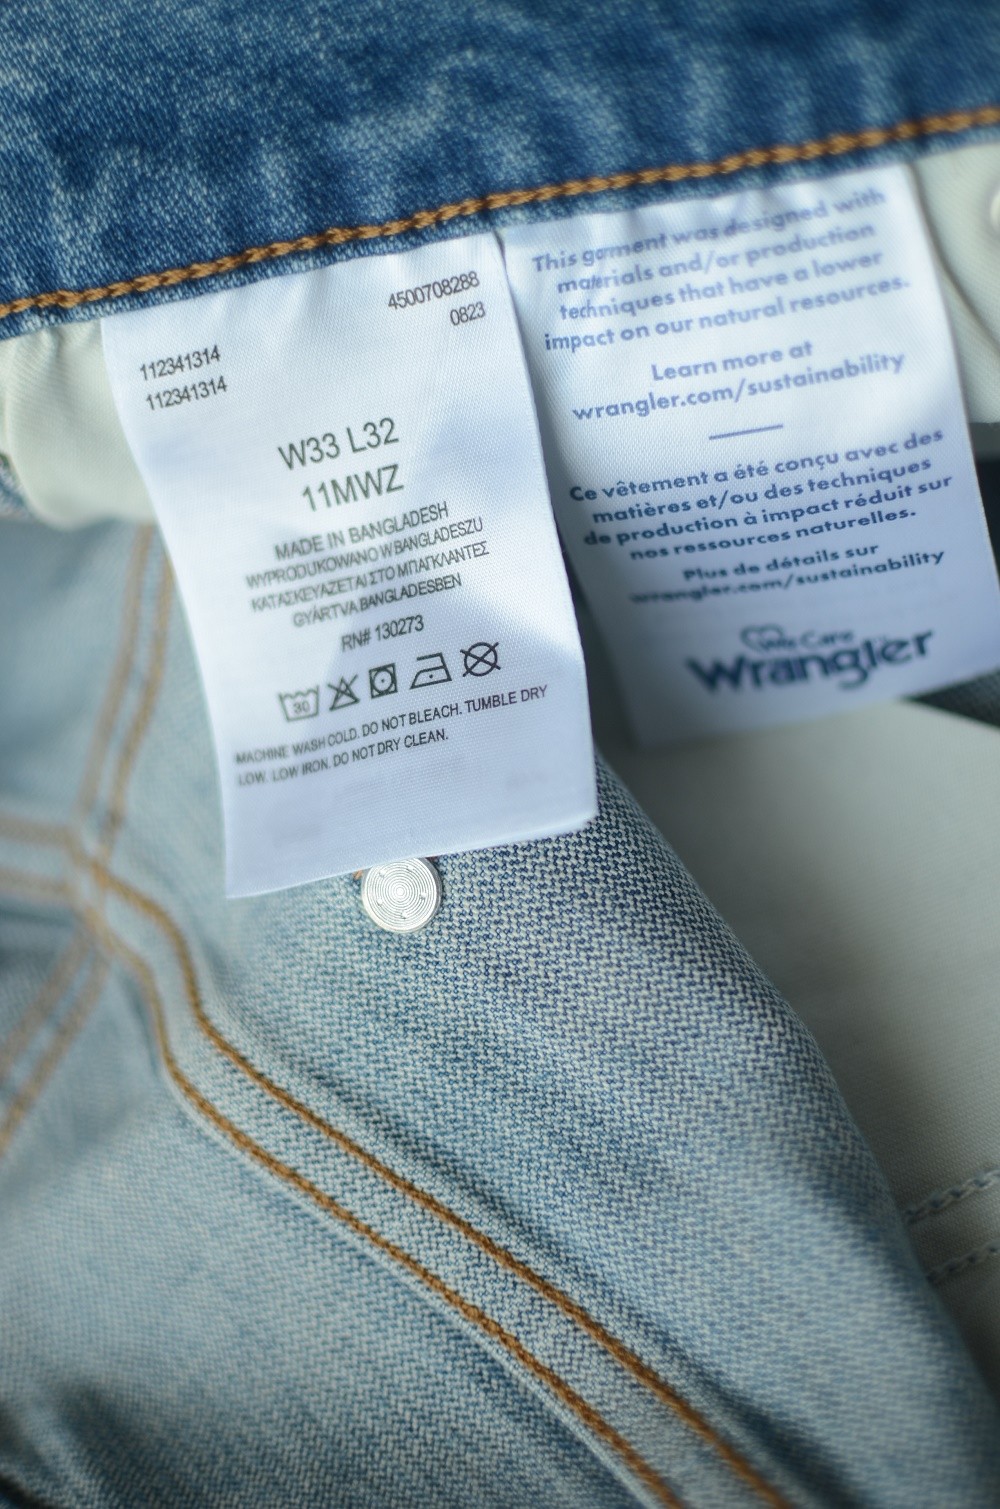 4500708288
0823
112341314
112341314
W33 L32
11MWZ
MADE IN BANGLADESH
WYPRODUKOWANO W BANGLADESZU
ΚΑΤΑΣΚΕΥΑΖΕΤΑΙ ΣΤΟ ΜΠΑΓΚΛΑΝΤΕΣ
GYÁRTVA BANGLADESBEN
RN# 130273
30
MACHINE WASH COLD. DO NOT BLEACH. TUMBLE DRY
LOW. LOW IRON. DO NOT DRY CLEAN.
This garment was designed with
materials and/or production
techniques that have a lower
impact on our natural resources.
Learn more at
wrangler.com/sustainability
Ce vêtement a été conçu avec des
matières et/ou des techniques
de production à impact réduit sur
nos ressources naturelles.
Plus de détails sur
wrangler.com/sustainability
We Care
Wrangler